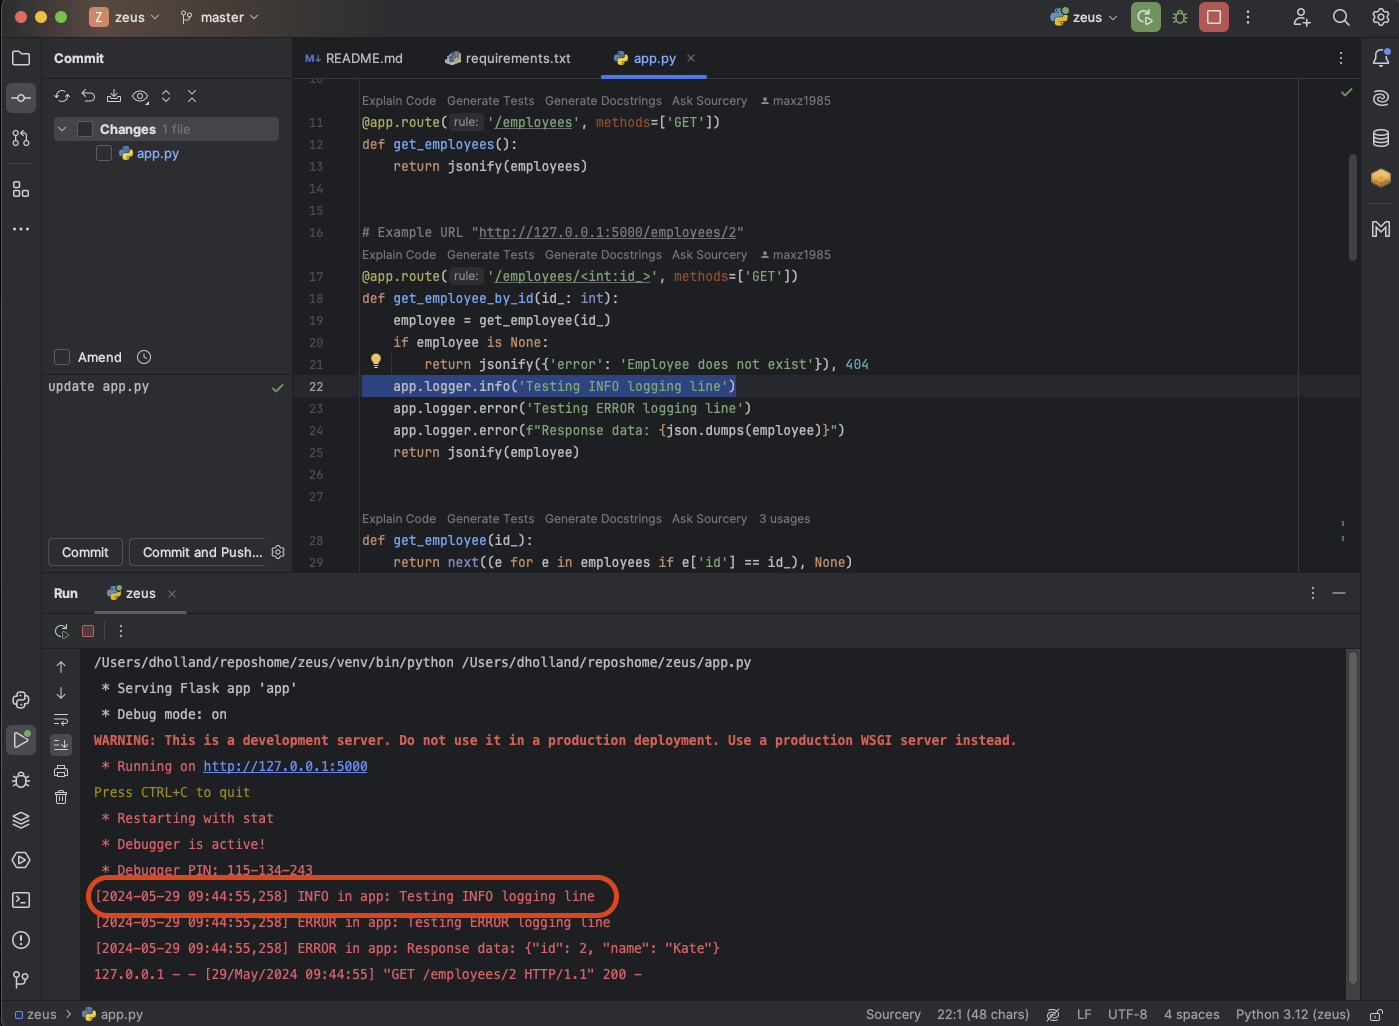 Z zeus master zeus
Commit
README.md requirements.txt app.py
Changes 1 file
app.py
Amend
update app.py
Commit Commit and Push...
10
Explain Code Generate Tests Generate Docstrings Ask Sourcery maxz1985
11 @app.route( rule: '/employees', methods=['GET'])
12 def get_employees():
13 return jsonify(employees)
14
15
16 # Example URL "http://127.0.0.1:5000/employees/2"
Explain Code Generate Tests Generate Docstrings Ask Sourcery maxz1985
17 @app.route( rule: '/employees/<int:id_>', methods=['GET'])
18 def get_employee_by_id(id_: int):
19 employee = get_employee(id_)
20 if employee is None:
21 return jsonify({'error': 'Employee does not exist'}), 404
22 app.logger.info('Testing INFO logging line')
23 app.logger.error('Testing ERROR logging line')
24 app.logger.error(f"Response data: {json.dumps(employee)}")
25 return jsonify(employee)
26
27
Explain Code Generate Tests Generate Docstrings Ask Sourcery 3 usages
28 def get_employee(id_):
29 return next((e for e in employees if e['id'] == id_), None)
Run zeus
/Users/dholland/reposhome/zeus/venv/bin/python /Users/dholland/reposhome/zeus/app.py
* Serving Flask app 'app'
* Debug mode: on
WARNING: This is a development server. Do not use it in a production deployment. Use a production WSGI server instead.
* Running on http://127.0.0.1:5000
Press CTRL+C to quit
* Restarting with stat
* Debugger is active!
* Debugger PIN: 115-134-243
[2024-05-29 09:44:55,258] INFO in app: Testing INFO logging line
[2024-05-29 09:44:55,258] ERROR in app: Testing ERROR logging line
[2024-05-29 09:44:55,258] ERROR in app: Response data: {"id": 2, "name": "Kate"}
127.0.0.1 - - [29/May/2024 09:44:55] "GET /employees/2 HTTP/1.1" 200 -
zeus > app.py Sourcery 22:1 (48 chars) LF UTF-8 4 spaces Python 3.12 (zeus)